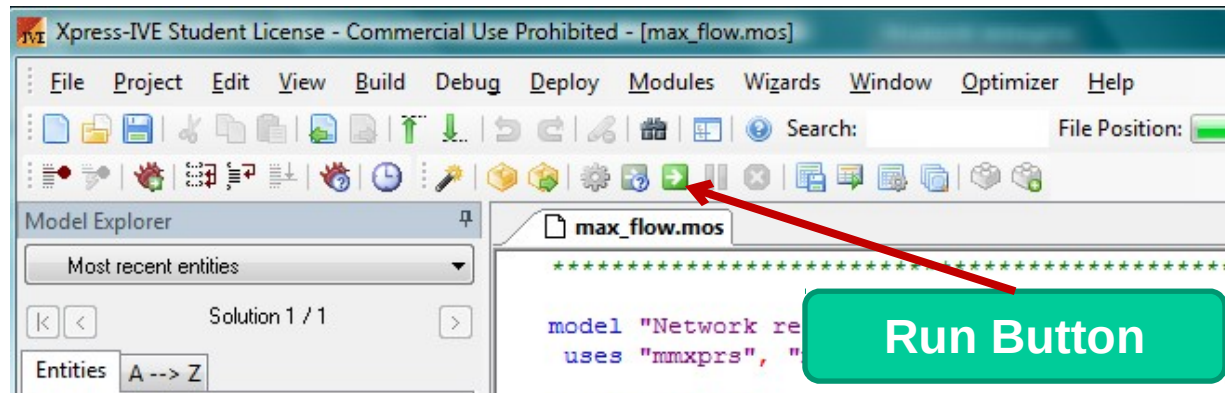 IVE Xpress-IVE Student License - Commercial Use Prohibited - [max_flow.mos]
File Project Edit View Build Debug Deploy Modules Wizards Window Optimizer Help
Search: File Position:
Model Explorer
max_flow.mos
Most recent entities
*************************************************
Solution 1 / 1
model "Network re
Run Button
uses "mmxprs", "
Entities A --> Z